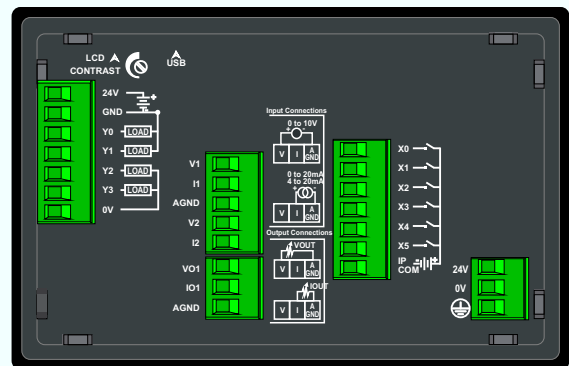 LCD
CONTRAST
USB
24V
GND
Y0 LOAD
Y1 LOAD
Y2 LOAD
Y3 LOAD
0V
V1
I1
AGND
V2
I2
VO1
IO1
AGND
Input Connections
0 to 10V
+ -
V I A GND
0 to 20mA
4 to 20mA
+ -
V I A GND
Output Connections
VOUT
V I A GND
IOUT
V I A GND
X0
X1
X2
X3
X4
X5
IP
COM
24V
0V